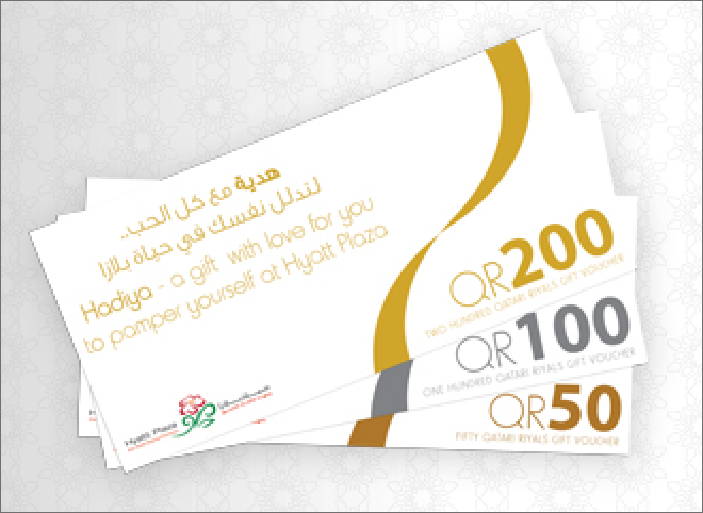 هدية مع كل الحب..
لتدلل نفسك في حياة بلازا
Hadiya - a gift with love for you
to pamper yourself at Hyatt Plaza
QR200
TWO HUNDRED QATARI RIYALS GIFT VOUCHER
QR100
ONE HUNDRED QATARI RIYALS GIFT VOUCHER
QR50
FIFTY QATARI RIYALS GIFT VOUCHER
Hyatt Plaza